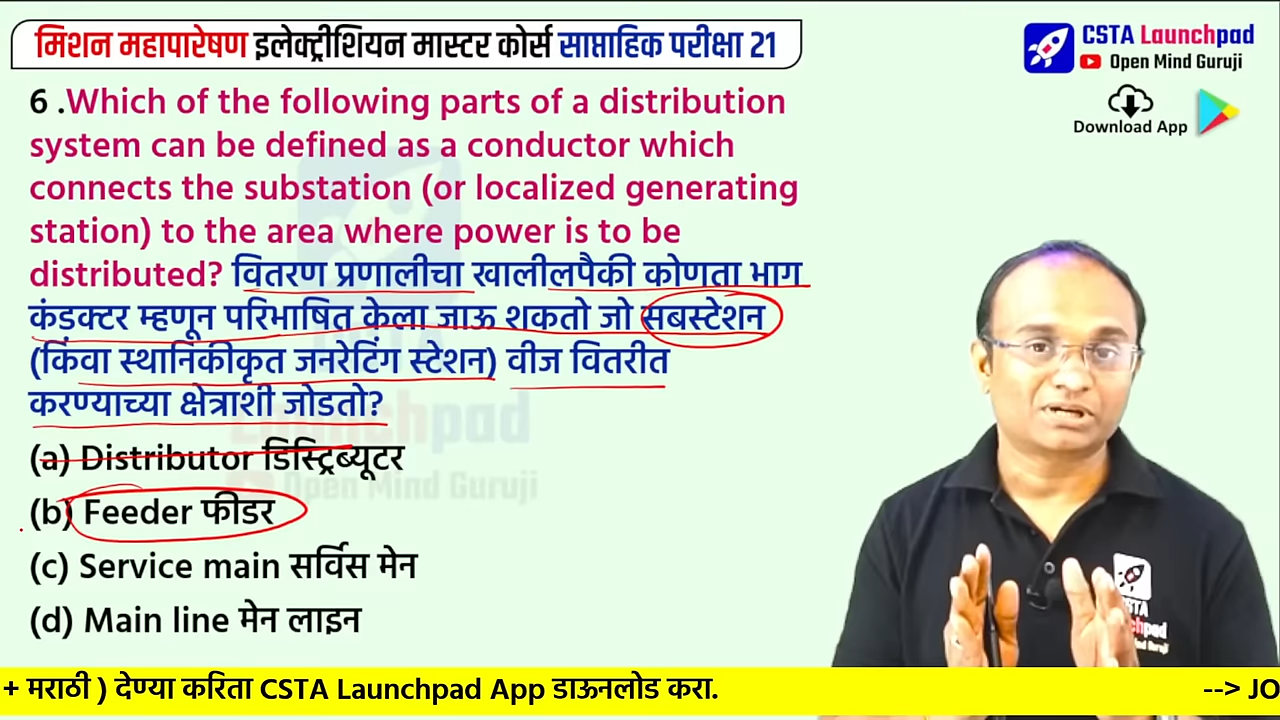 मिशन महापारेषण इलेक्ट्रीशियन मास्टर कोर्स साप्ताहिक परीक्षा 21
CSTA Launchpad
Open Mind Guruji
Download App
6 .Which of the following parts of a distribution
system can be defined as a conductor which
connects the substation (or localized generating
station) to the area where power is to be
distributed? वितरण प्रणालीचा खालीलपैकी कोणता भाग
कंडक्टर म्हणून परिभाषित केला जाऊ शकतो जो सबस्टेशन
(किंवा स्थानिकीकृत जनरेटिंग स्टेशन) वीज वितरीत
करण्याच्या क्षेत्राशी जोडतो?
(a) Distributor डिस्ट्रिब्यूटर
(b) Feeder फीडर
(c) Service main सर्विस मेन
(d) Main line मेन लाइन
Launchpad
Open Mind Guruji
+ मराठी ) देण्या करिता CSTA Launchpad App डाऊनलोड करा.
--> JO